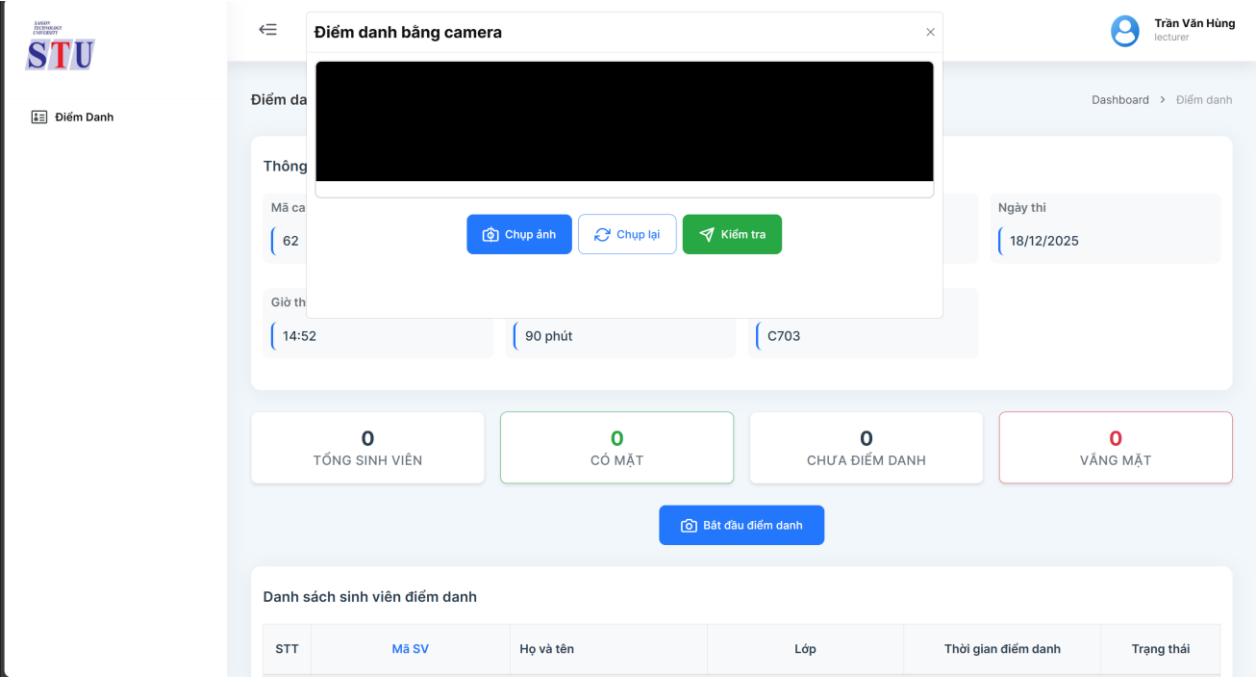 SAIGON
TECHNOLOGY
UNIVERSITY
STU
Điểm Danh
Điểm danh bằng camera
Trần Văn Hùng
lecturer
Điểm da
Dashboard > Điểm danh
Chụp ảnh
Chụp lại
Kiểm tra
Thông
Mã ca
62
Ngày thi
18/12/2025
Giờ th
14:52
90 phút
C703
0
TỔNG SINH VIÊN
0
CÓ MẶT
0
CHƯA ĐIỂM DANH
0
VẮNG MẶT
Bắt đầu điểm danh
Danh sách sinh viên điểm danh
STT Mã SV Họ và tên Lớp Thời gian điểm danh Trạng thái